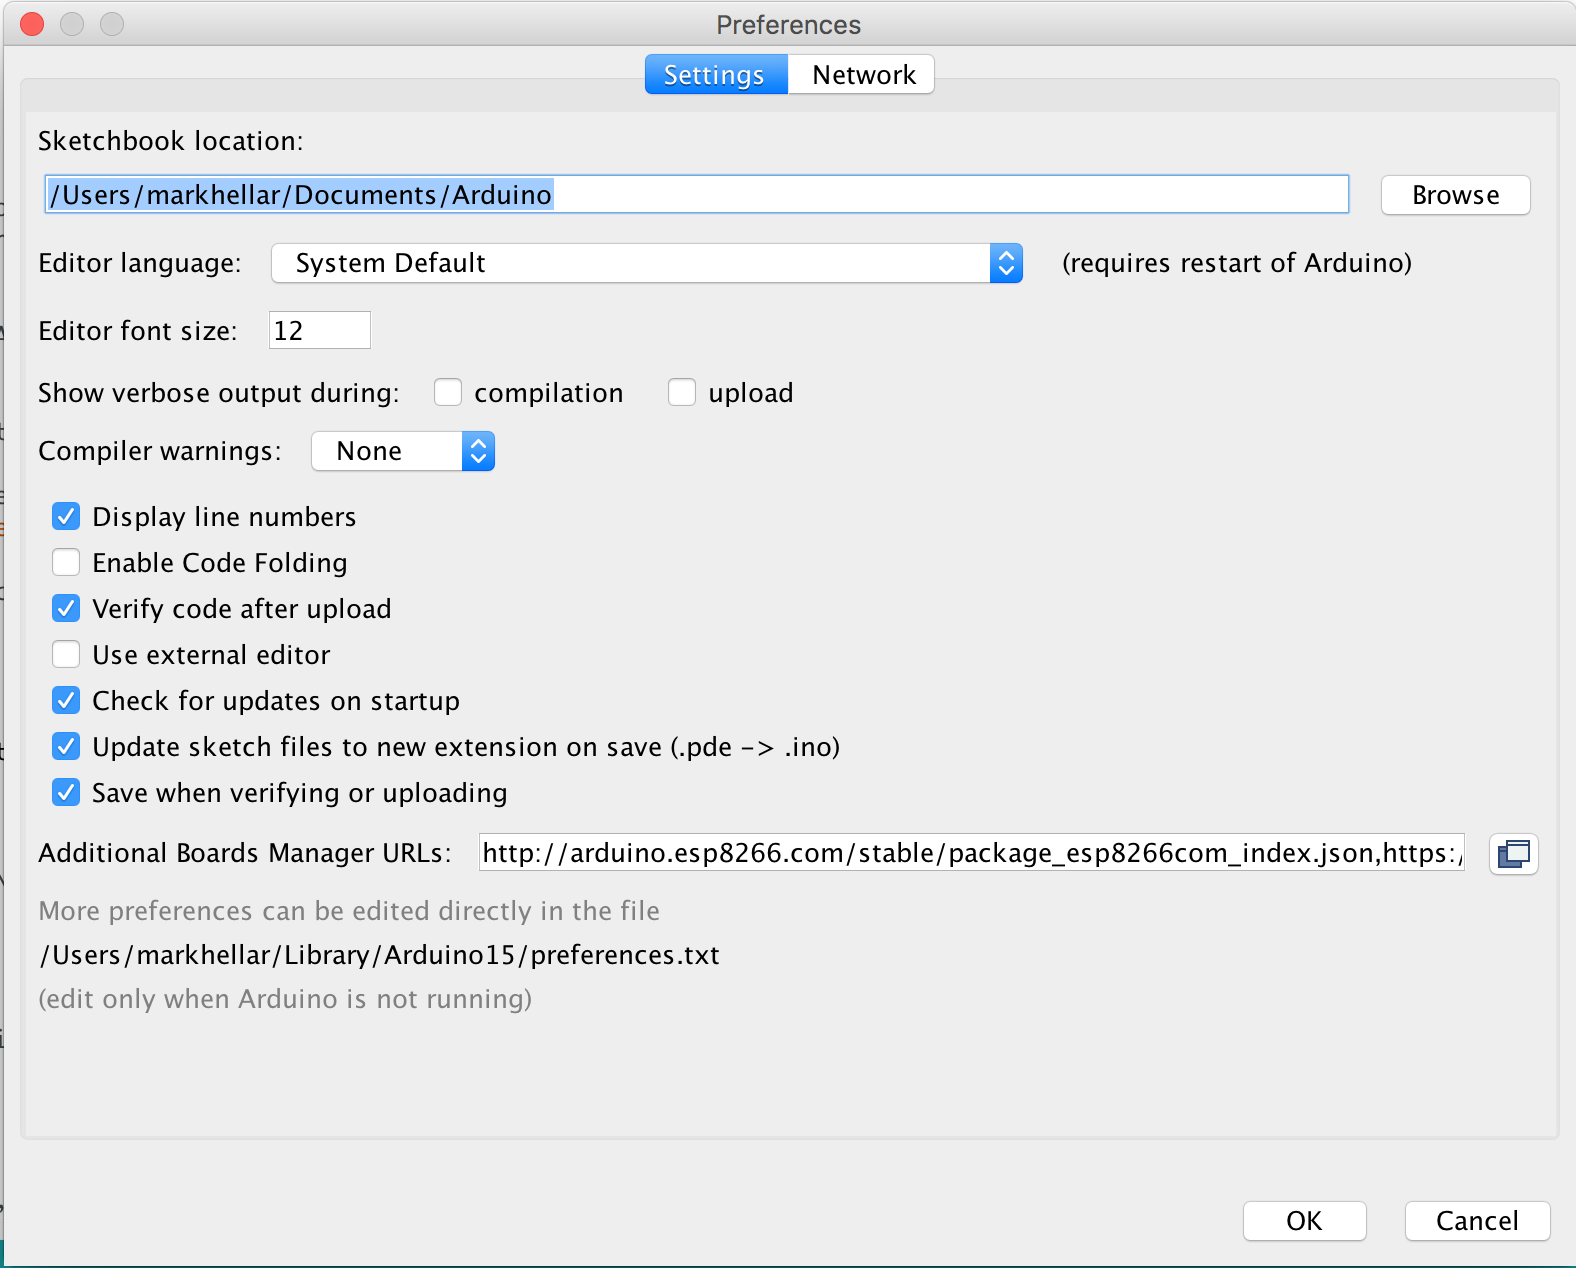 Preferences
Settings Network
Sketchbook location:
/Users/markhellar/Documents/Arduino Browse
Editor language: System Default (requires restart of Arduino)
Editor font size: 12
Show verbose output during: compilation upload
Compiler warnings: None
Display line numbers
Enable Code Folding
Verify code after upload
Use external editor
Check for updates on startup
Update sketch files to new extension on save (.pde -> .ino)
Save when verifying or uploading
Additional Boards Manager URLs: http://arduino.esp8266.com/stable/package_esp8266com_index.json,https:/
More preferences can be edited directly in the file
/Users/markhellar/Library/Arduino15/preferences.txt
(edit only when Arduino is not running)
OK Cancel